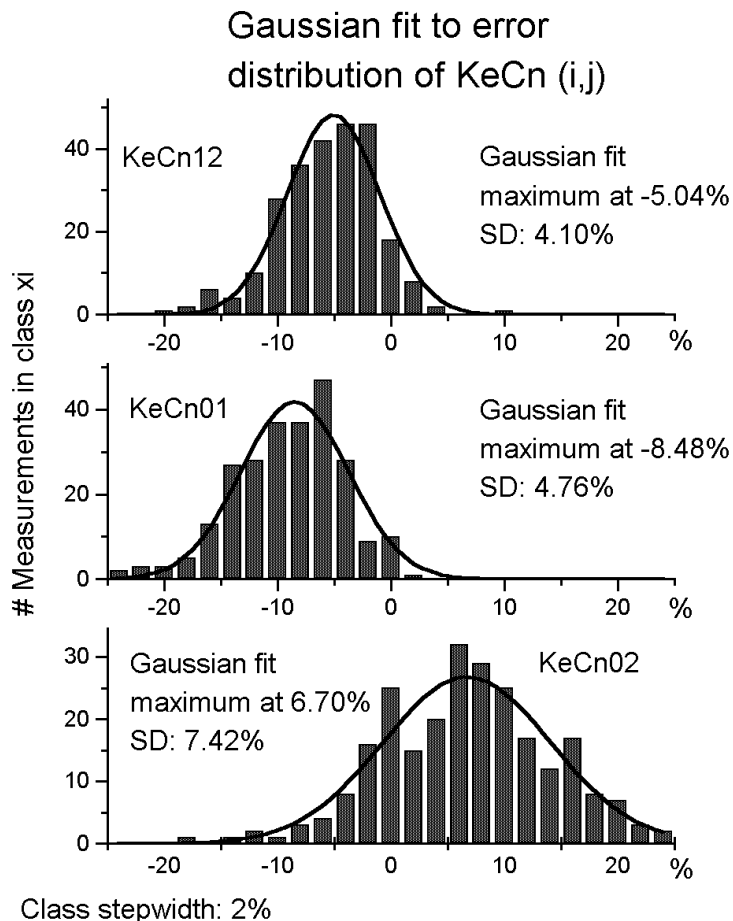 Gaussian fit to error
distribution of KeCn (i,j)
# Measurements in class xi
KeCn12
Gaussian fit
maximum at -5.04%
SD: 4.10%
40
20
0
-20 -10 0 10 20 %
KeCn01
Gaussian fit
maximum at -8.48%
SD: 4.76%
40
20
0
-20 -10 0 10 20 %
Gaussian fit
maximum at 6.70%
SD: 7.42%
KeCn02
30
20
10
0
-20 -10 0 10 20 %
Class stepwidth: 2%